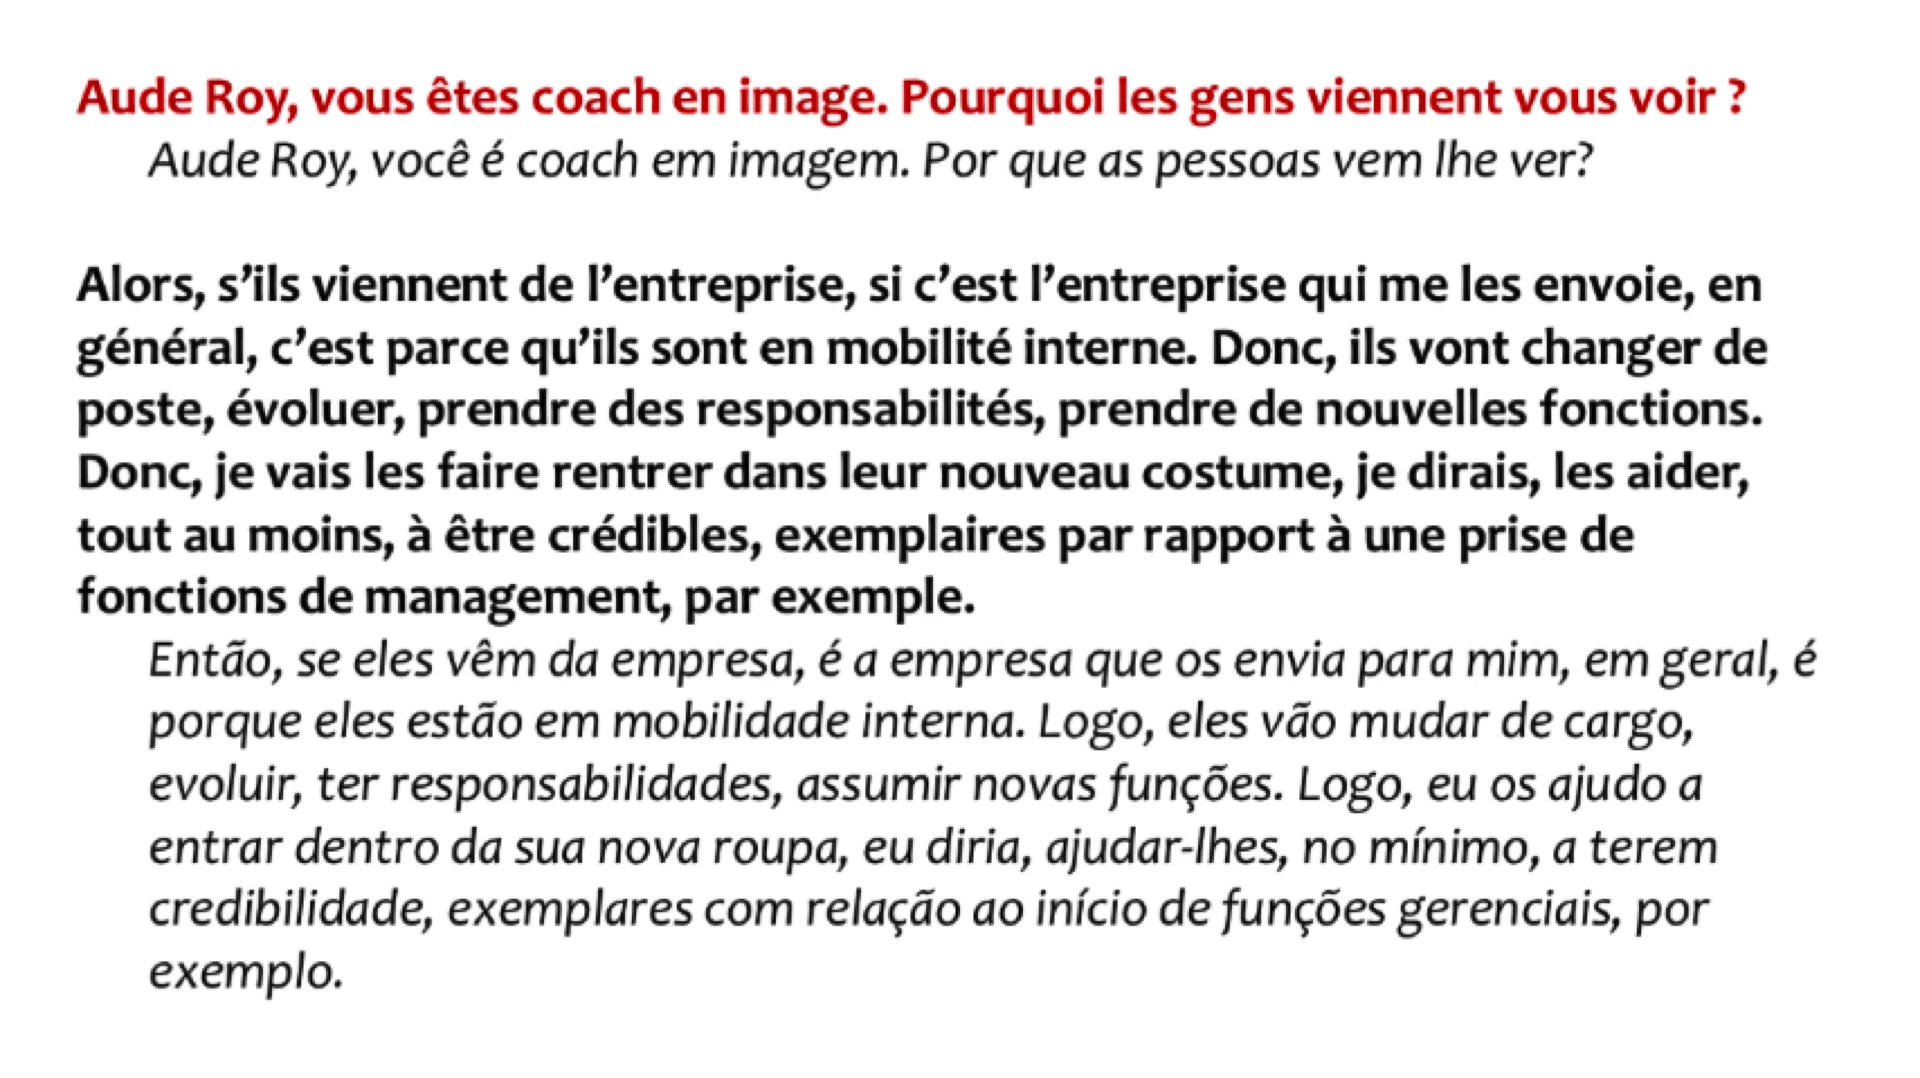 Aude Roy, vous êtes coach en image. Pourquoi les gens viennent vous voir ?
Aude Roy, você é coach em imagem. Por que as pessoas vem lhe ver?
Alors, s’ils viennent de l’entreprise, si c’est l’entreprise qui me les envoie, en
général, c’est parce qu’ils sont en mobilité interne. Donc, ils vont changer de
poste, évoluer, prendre des responsabilités, prendre de nouvelles fonctions.
Donc, je vais les faire rentrer dans leur nouveau costume, je dirais, les aider,
tout au moins, à être crédibles, exemplaires par rapport à une prise de
fonctions de management, par exemple.
Então, se eles vêm da empresa, é a empresa que os envia para mim, em geral, é
porque eles estão em mobilidade interna. Logo, eles vão mudar de cargo,
evoluir, ter responsabilidades, assumir novas funções. Logo, eu os ajudo a
entrar dentro da sua nova roupa, eu diria, ajudar-lhes, no mínimo, a terem
credibilidade, exemplares com relação ao início de funções gerenciais, por
exemplo.